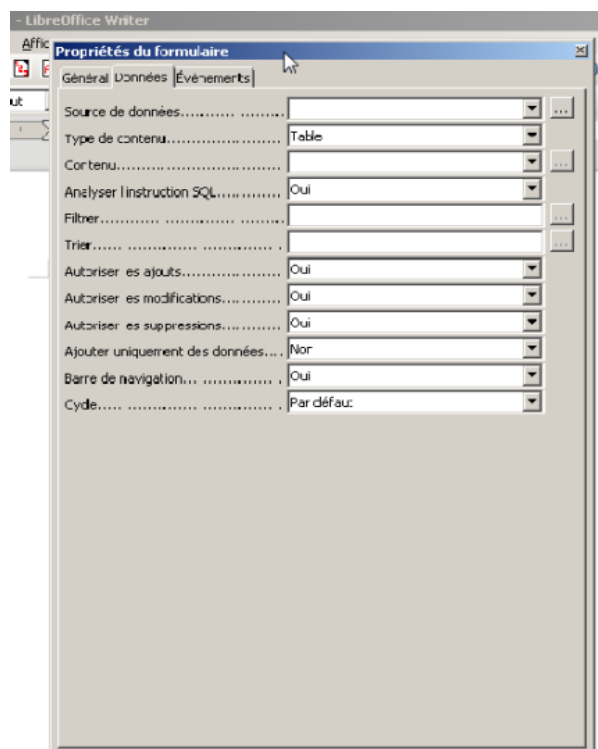 - LibreOffice Writer
Affic
Propriétés du formulaire
Général Données Événements
ut
Source de données........... .........
Type de contenu...................... Table
Contenu...............................
Analyser l'instruction SQL............. Oui
Filtrer............ .............. .........
Trier...... .............. .............. .
Autoriser les ajouts.................... Oui
Autoriser les modifications........... Oui
Autoriser les suppressions........... Oui
Ajouter uniquement des données.... Non
Barre de navigation... .............. . Oui
Cycle..... .............. .............. . Par défaut